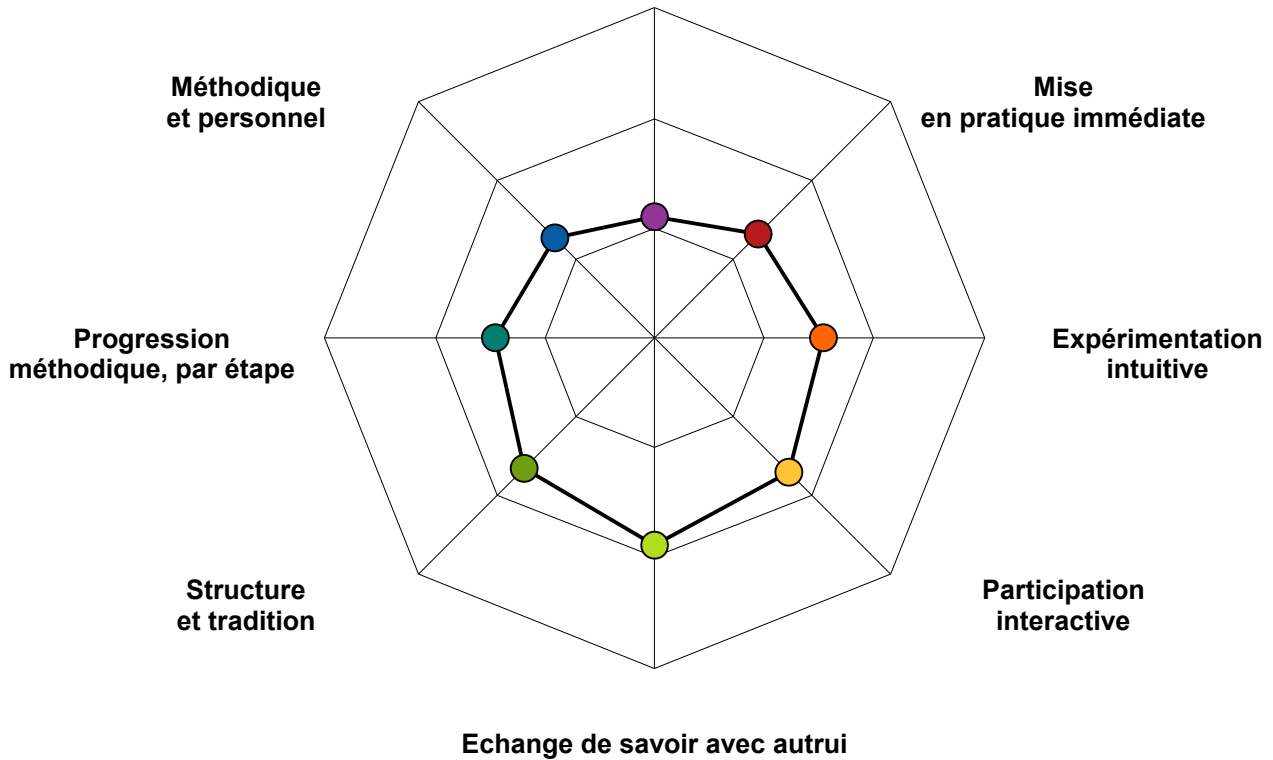 Méthodique
et personnel
Mise
en pratique immédiate
Progression
méthodique, par étape
Expérimentation
intuitive
Structure
et tradition
Participation
interactive
Echange de savoir avec autrui